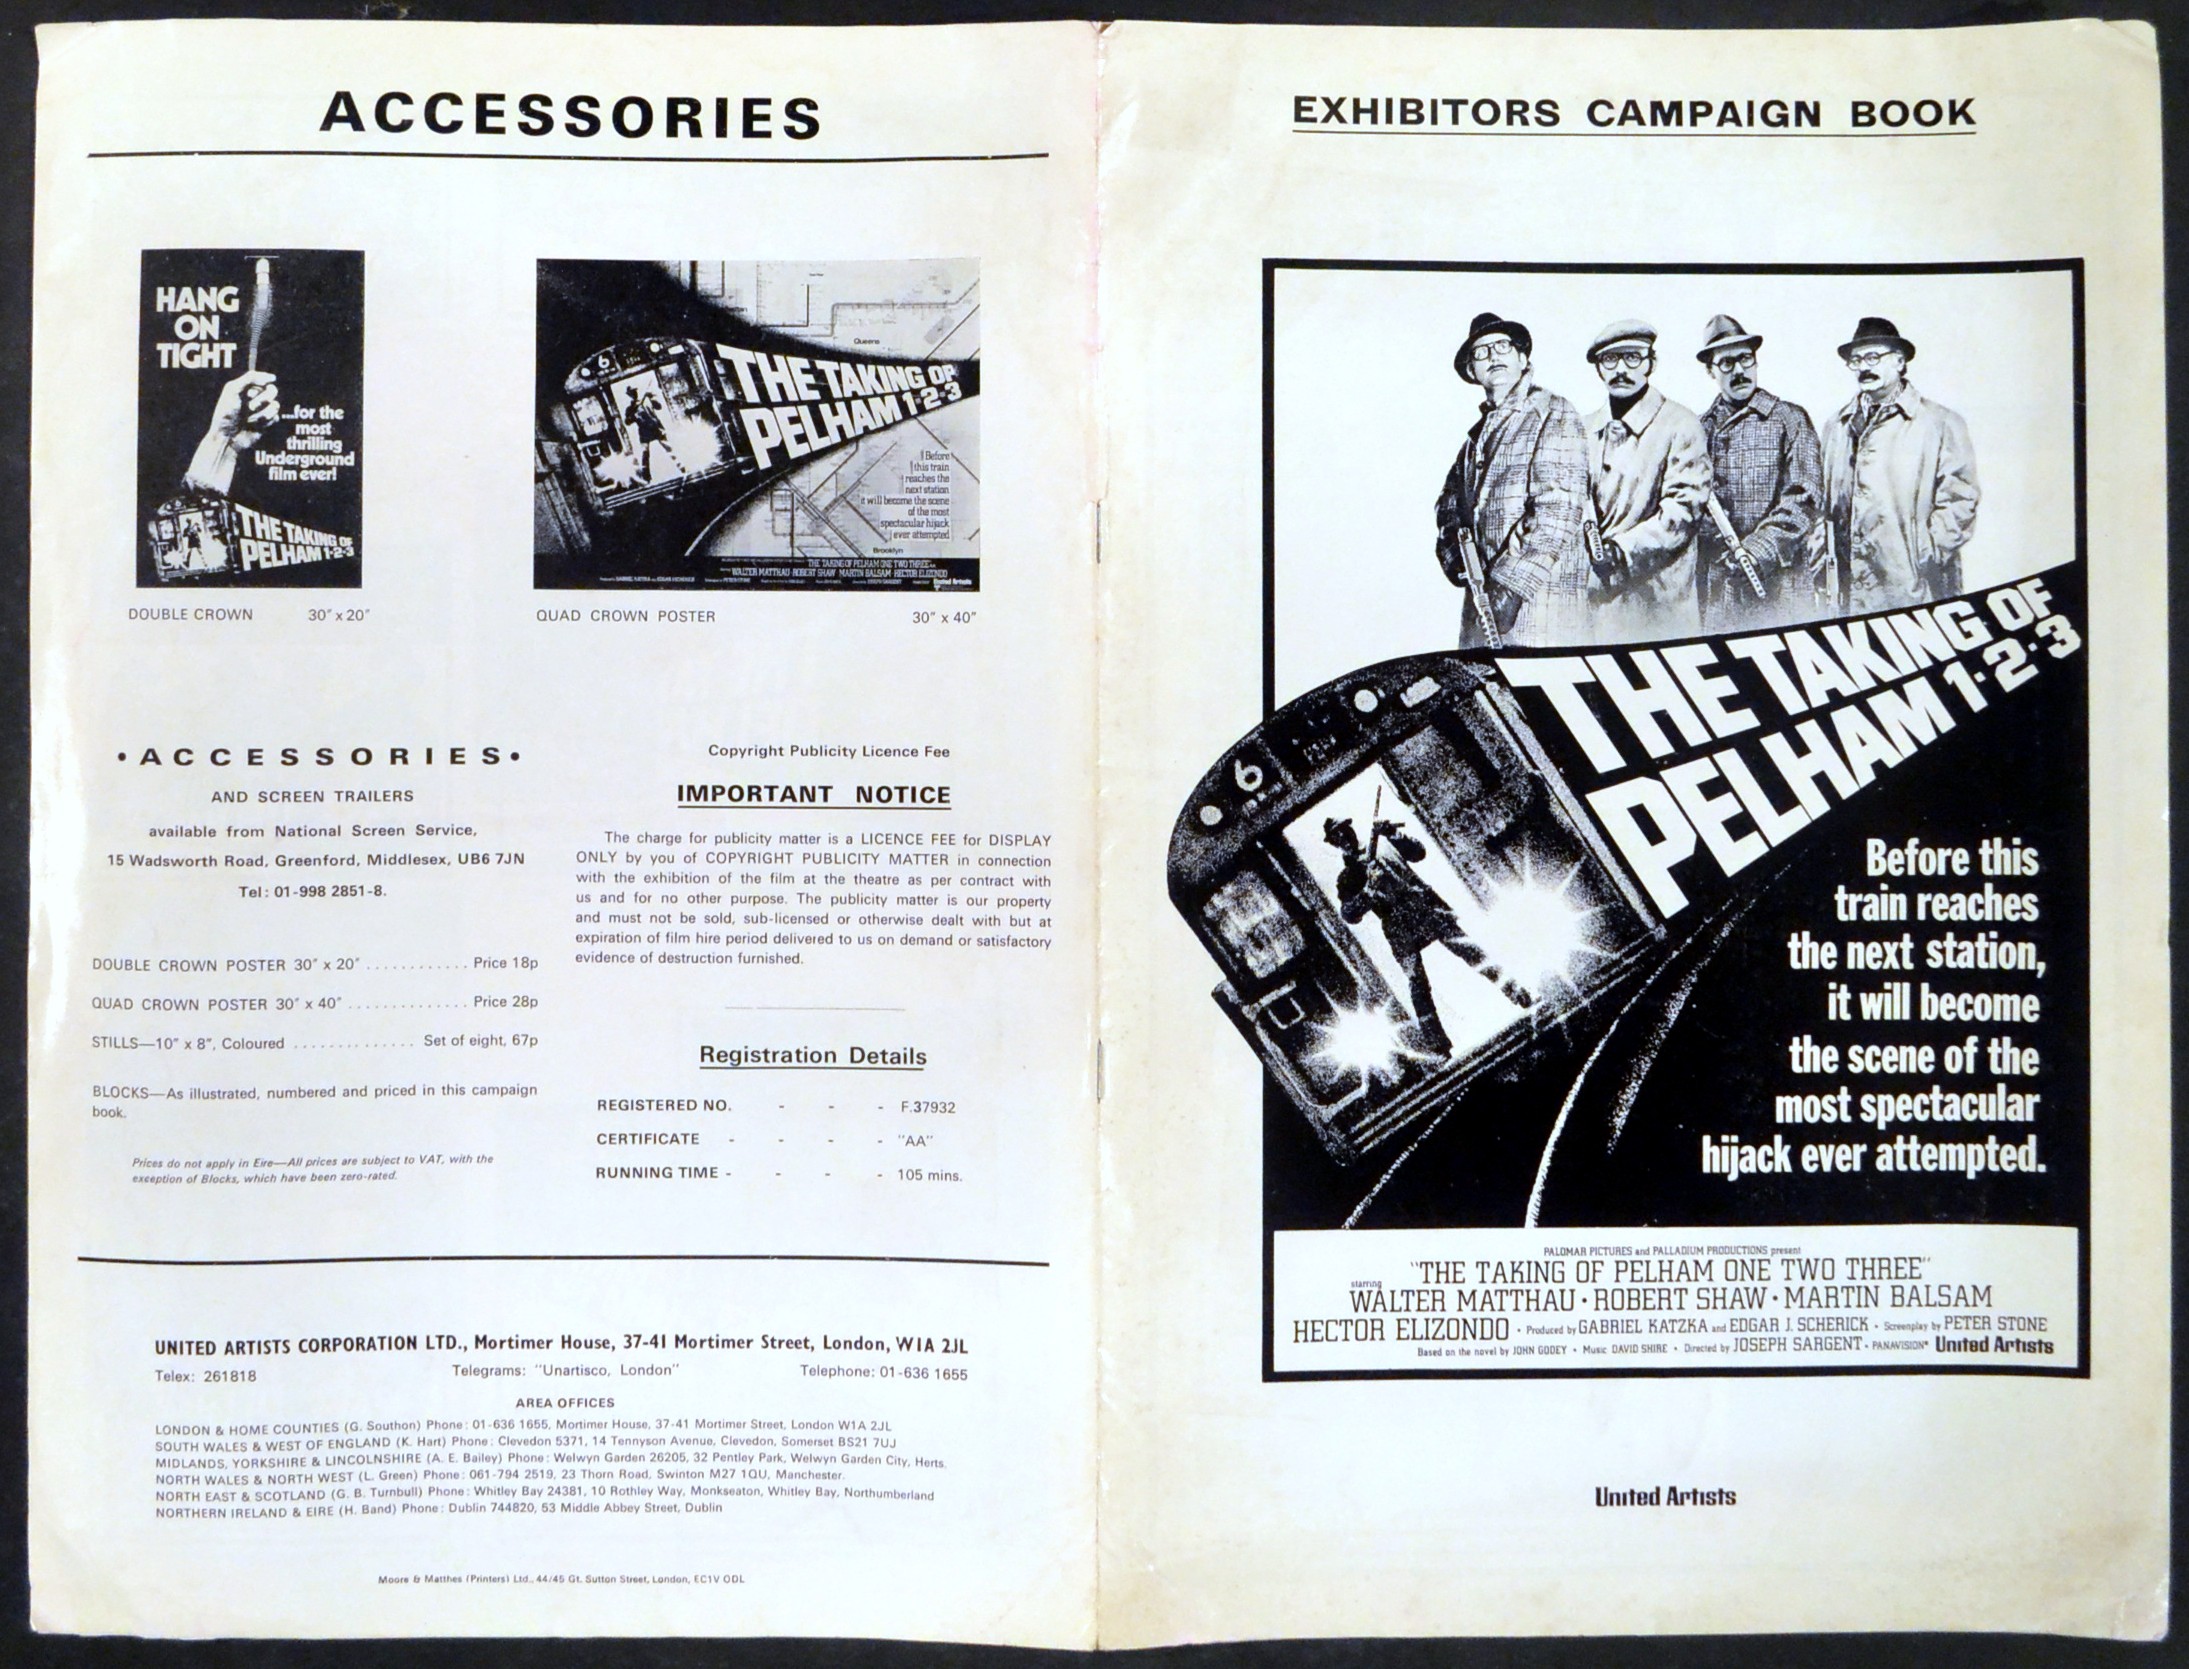 ACCESSORIES
HANG
ON
TIGHT
...for the
most
thrilling
Underground
film ever!
THE TAKING OF
PELHAM 1·2·3
DOUBLE CROWN 30" x 20"
Queens
6
THE TAKING OF
PELHAM 1·2·3
Before
this train
reaches the
next station
it will become the scene
of the most
spectacular hijack
ever attempted
Brooklyn
THE TAKING OF PELHAM ONE TWO THREE
WALTER MATTHAU · ROBERT SHAW · MARTIN BALSAM · HECTOR ELIZONDO
United Artists
QUAD CROWN POSTER 30" x 40"
• ACCESSORIES •
AND SCREEN TRAILERS
available from National Screen Service,
15 Wadsworth Road, Greenford, Middlesex, UB6 7JN
Tel: 01-998 2851-8.
DOUBLE CROWN POSTER 30" x 20" ............ Price 18p
QUAD CROWN POSTER 30" x 40" .............. Price 28p
STILLS—10" x 8", Coloured .............. Set of eight, 67p
BLOCKS—As illustrated, numbered and priced in this campaign
book.
Prices do not apply in Eire—All prices are subject to VAT, with the
exception of Blocks, which have been zero-rated.
Copyright Publicity Licence Fee
IMPORTANT NOTICE
The charge for publicity matter is a LICENCE FEE for DISPLAY
ONLY by you of COPYRIGHT PUBLICITY MATTER in connection
with the exhibition of the film at the theatre as per contract with
us and for no other purpose. The publicity matter is our property
and must not be sold, sub-licensed or otherwise dealt with but at
expiration of film hire period delivered to us on demand or satisfactory
evidence of destruction furnished.
Registration Details
REGISTERED NO. - - - F.37932
CERTIFICATE - - - - "AA"
RUNNING TIME - - - - 105 mins.
UNITED ARTISTS CORPORATION LTD., Mortimer House, 37-41 Mortimer Street, London, W1A 2JL
Telex: 261818 Telegrams: "Unartisco, London" Telephone: 01-636 1655
AREA OFFICES
LONDON & HOME COUNTIES (G. Southon) Phone: 01-636 1655, Mortimer House, 37-41 Mortimer Street, London W1A 2JL
SOUTH WALES & WEST OF ENGLAND (K. Hart) Phone: Clevedon 5371, 14 Tennyson Avenue, Clevedon, Somerset BS21 7UJ
MIDLANDS, YORKSHIRE & LINCOLNSHIRE (A. E. Bailey) Phone: Welwyn Garden 26205, 32 Pentley Park, Welwyn Garden City, Herts.
NORTH WALES & NORTH WEST (L. Green) Phone: 061-794 2519, 23 Thorn Road, Swinton M27 1QU, Manchester.
NORTH EAST & SCOTLAND (G. B. Turnbull) Phone: Whitley Bay 24381, 10 Rothley Way, Monkseaton, Whitley Bay, Northumberland
NORTHERN IRELAND & EIRE (H. Band) Phone: Dublin 744820, 53 Middle Abbey Street, Dublin
Moore & Matthes (Printers) Ltd., 44/45 Gt. Sutton Street, London, EC1V ODL
EXHIBITORS CAMPAIGN BOOK
6
THE TAKING OF
PELHAM 1·2·3
Before this
train reaches
the next station,
it will become
the scene of the
most spectacular
hijack ever attempted.
PALOMAR PICTURES and PALLADIUM PRODUCTIONS present
"THE TAKING OF PELHAM ONE TWO THREE"
starring
WALTER MATTHAU · ROBERT SHAW · MARTIN BALSAM
HECTOR ELIZONDO · Produced by GABRIEL KATZKA and EDGAR J. SCHERICK · Screenplay by PETER STONE
Based on the novel by JOHN GODEY · Music DAVID SHIRE · Directed by JOSEPH SARGENT · PANAVISION® United Artists
United Artists